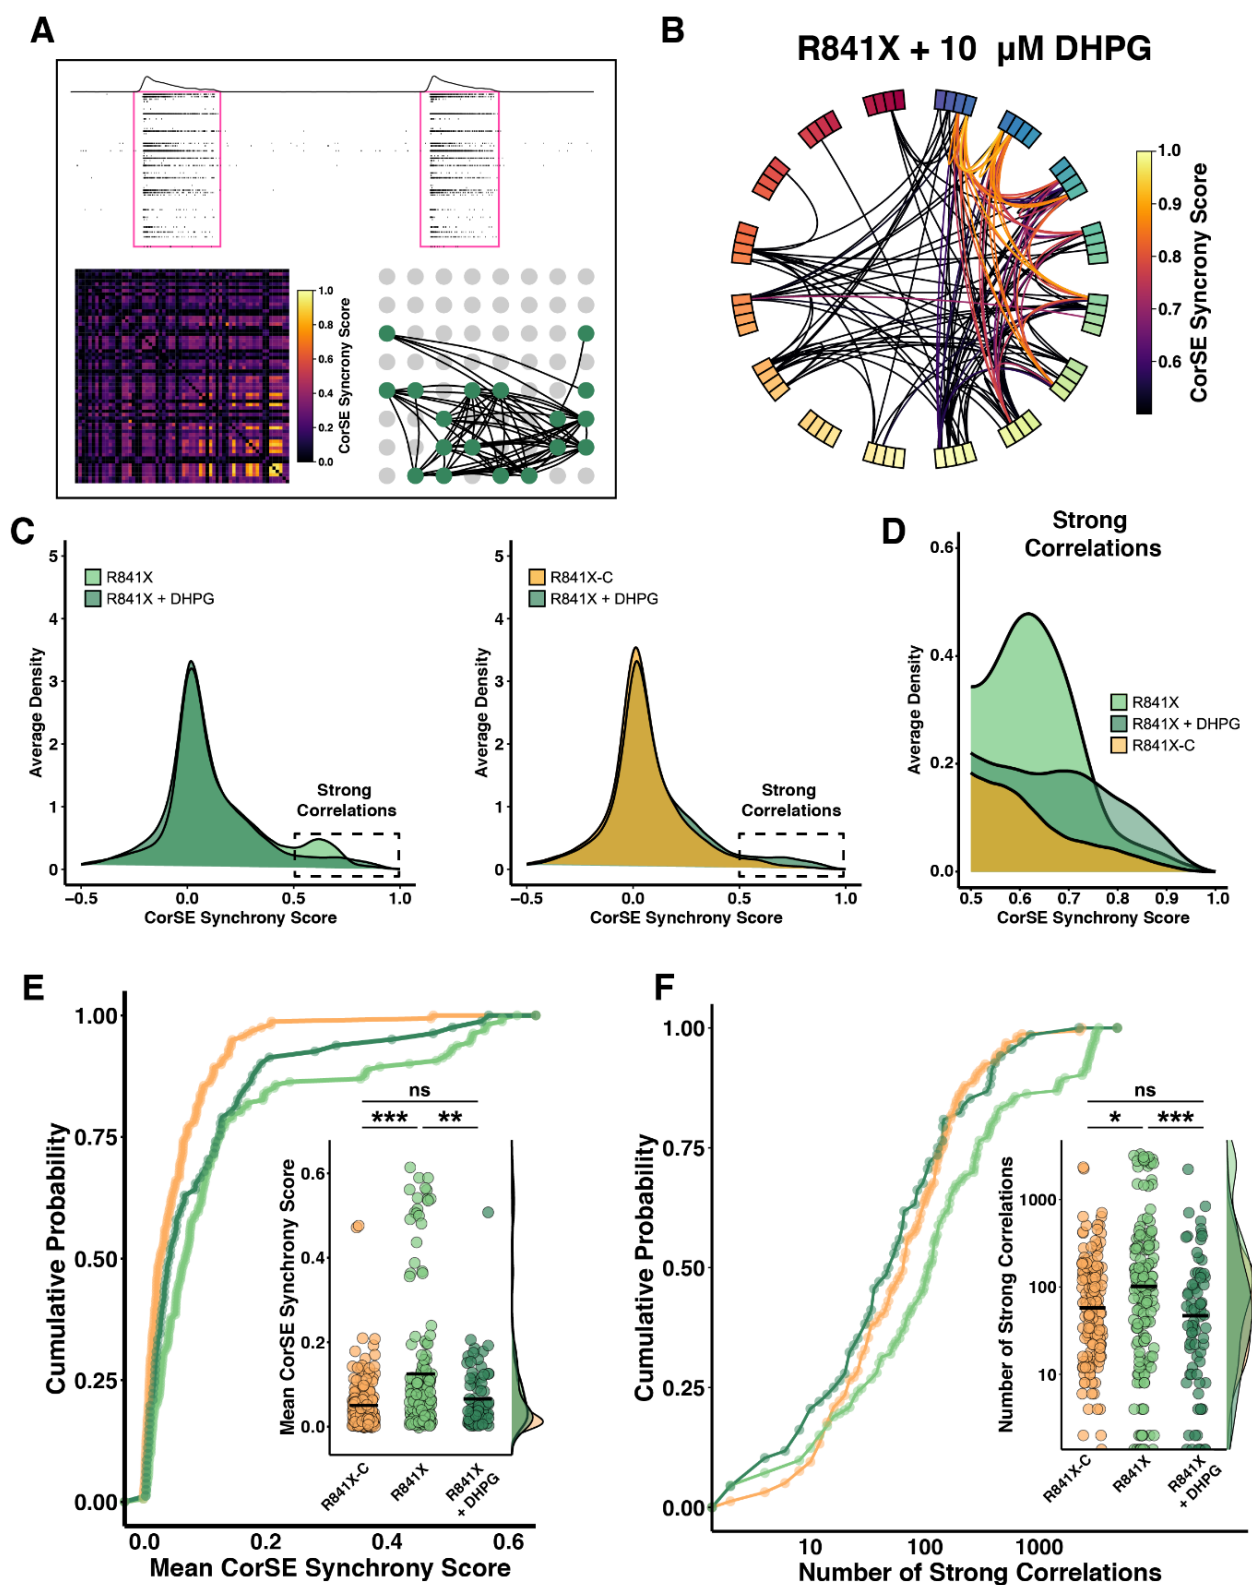 A
1.0
0.8
0.6
0.4
0.2
0.0
CorSE Syncrony Score
B
R841X + 10 µM DHPG
1.0
0.9
0.8
0.7
0.6
CorSE Syncrony Score
C
5
4
3
2
1
0
Average Density
R841X
R841X + DHPG
Strong
Correlations
−0.5
0.0
0.5
1.0
CorSE Synchrony Score
5
4
3
2
1
0
Average Density
R841X-C
R841X + DHPG
Strong
Correlations
−0.5
0.0
0.5
1.0
CorSE Synchrony Score
D
Strong
Correlations
0.6
0.4
0.2
0.0
Average Density
R841X
R841X + DHPG
R841X-C
0.5
0.6
0.7
0.8
0.9
1.0
CorSE Synchrony Score
E
1.00
0.75
0.50
0.25
0.00
Cumulative Probability
0.0
0.2
0.4
0.6
Mean CorSE Synchrony Score
ns
***
**
0.6
0.4
0.2
0.0
Mean CorSE Synchrony Score
R841X-C
R841X
R841X
+ DHPG
F
1.00
0.75
0.50
0.25
0.00
Cumulative Probability
10
100
1000
Number of Strong Correlations
ns
*
***
1000
100
10
Number of Strong Correlations
R841X-C
R841X
R841X
+ DHPG